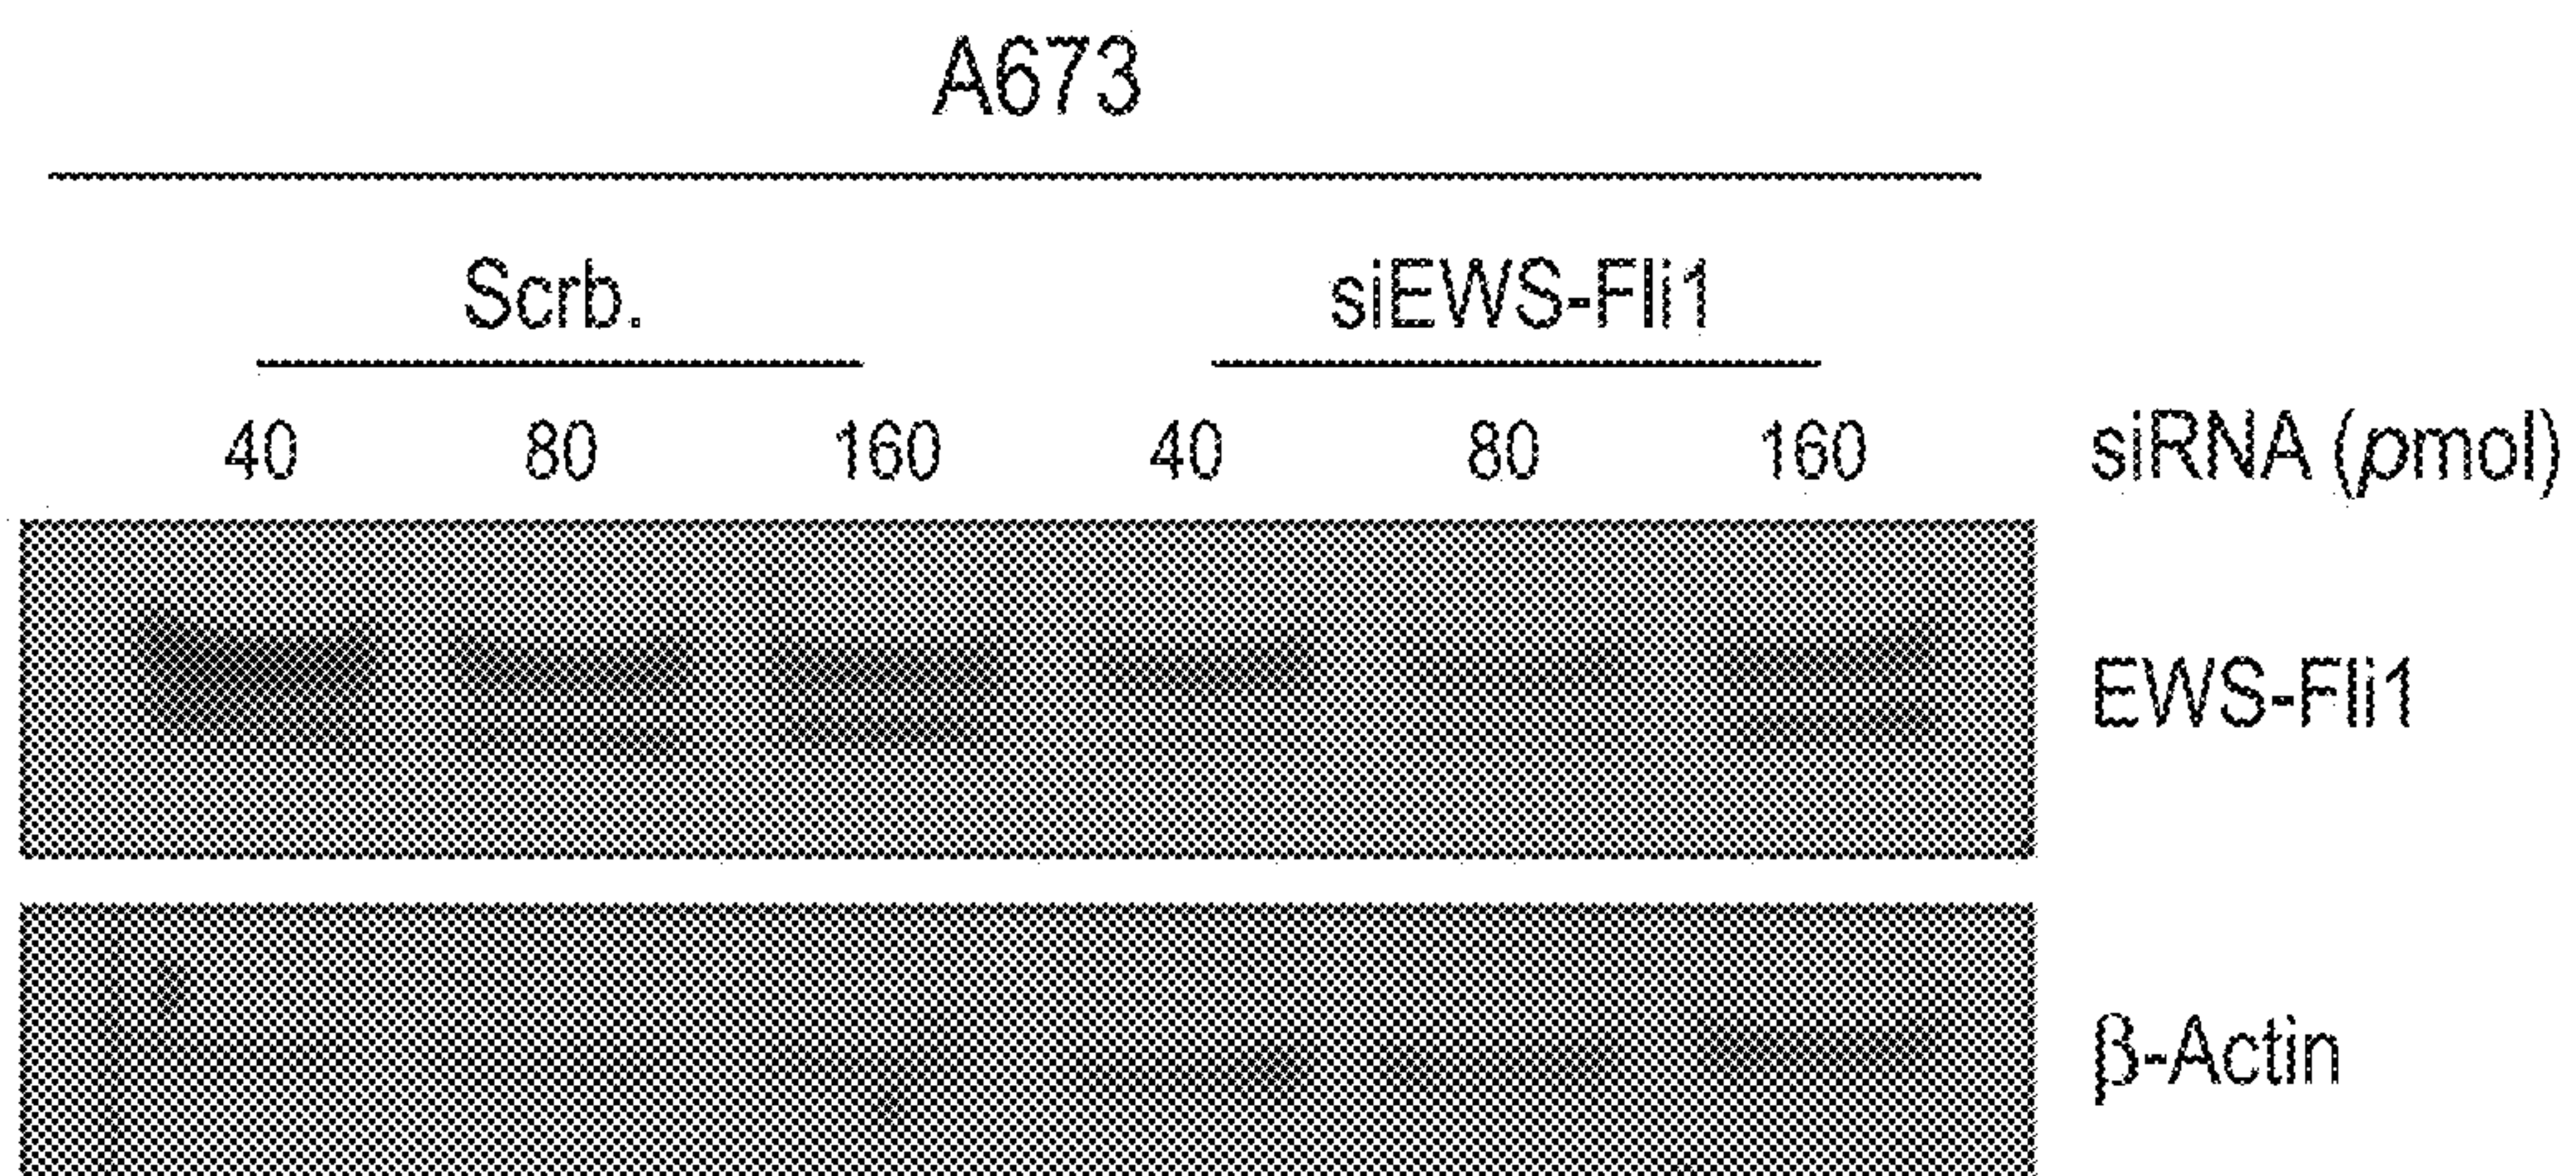 A673
Scrb. siEWS-Fli1
40 80 160 40 80 160 siRNA (pmol)
EWS-Fli1
β-Actin